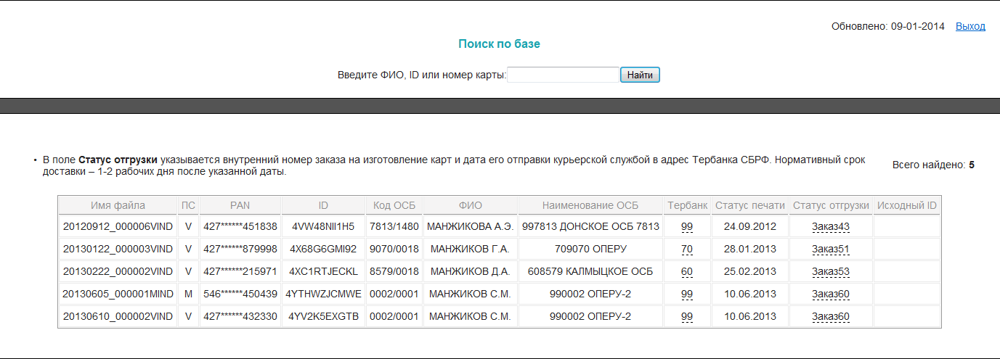 Обновлено: 09-01-2014 Выход
Поиск по базе
Введите ФИО, ID или номер карты: Найти
• В поле Статус отгрузки указывается внутренний номер заказа на изготовление карт и дата его отправки курьерской службой в адрес Тербанка СБРФ. Нормативный срок
доставки – 1-2 рабочих дня после указанной даты.
Всего найдено: 5
Имя файла ПС PAN ID Код ОСБ ФИО Наименование ОСБ Тербанк Статус печати Статус отгрузки Исходный ID
20120912_000006VIND V 427******451838 4VW48NII1H5 7813/1480 МАНЖИКОВА А.Э. 997813 ДОНСКОЕ ОСБ 7813 99 24.09.2012 Заказ43
20130122_000003VIND V 427******879998 4X68G6GMI92 9070/0018 МАНЖИКОВ Г.А. 709070 ОПЕРУ 70 28.01.2013 Заказ51
20130222_000002VIND V 427******215971 4XC1RTJECKL 8579/0018 МАНЖИКОВ Д.А. 608579 КАЛМЫЦКОЕ ОСБ 60 25.02.2013 Заказ53
20130605_000001MIND M 546******450439 4YTHWZJCMWE 0002/0001 МАНЖИКОВ С.М. 990002 ОПЕРУ-2 99 10.06.2013 Заказ60
20130610_000002VIND V 427******432330 4YV2K5EXGTB 0002/0001 МАНЖИКОВ С.М. 990002 ОПЕРУ-2 99 10.06.2013 Заказ60